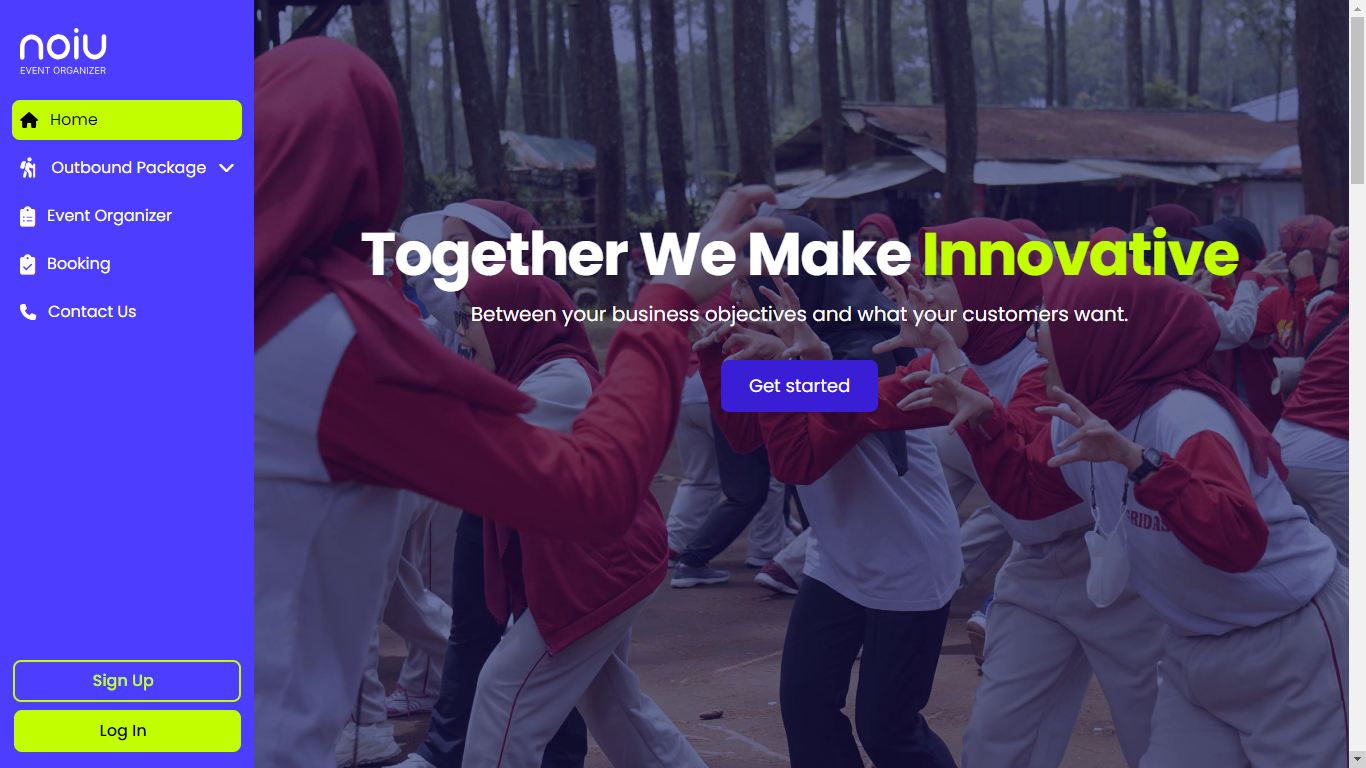 noiu
EVENT ORGANIZER
Home
Outbound Package
Event Organizer
Booking
Contact Us
Sign Up
Log In
Together We Make Innovative
Between your business objectives and what your customers want.
Get started